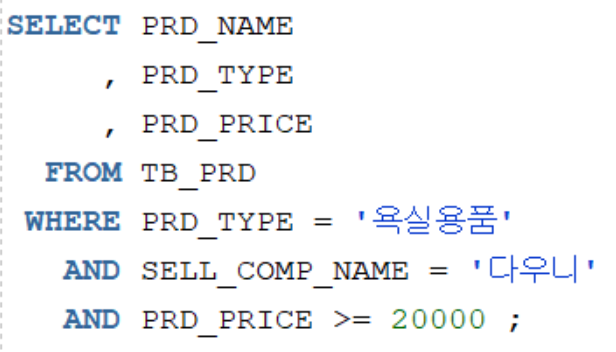 SELECT PRD_NAME
, PRD_TYPE
, PRD_PRICE
FROM TB_PRD
WHERE PRD_TYPE = '욕실용품'
AND SELL_COMP_NAME = '다우니'
AND PRD_PRICE >= 20000 ;